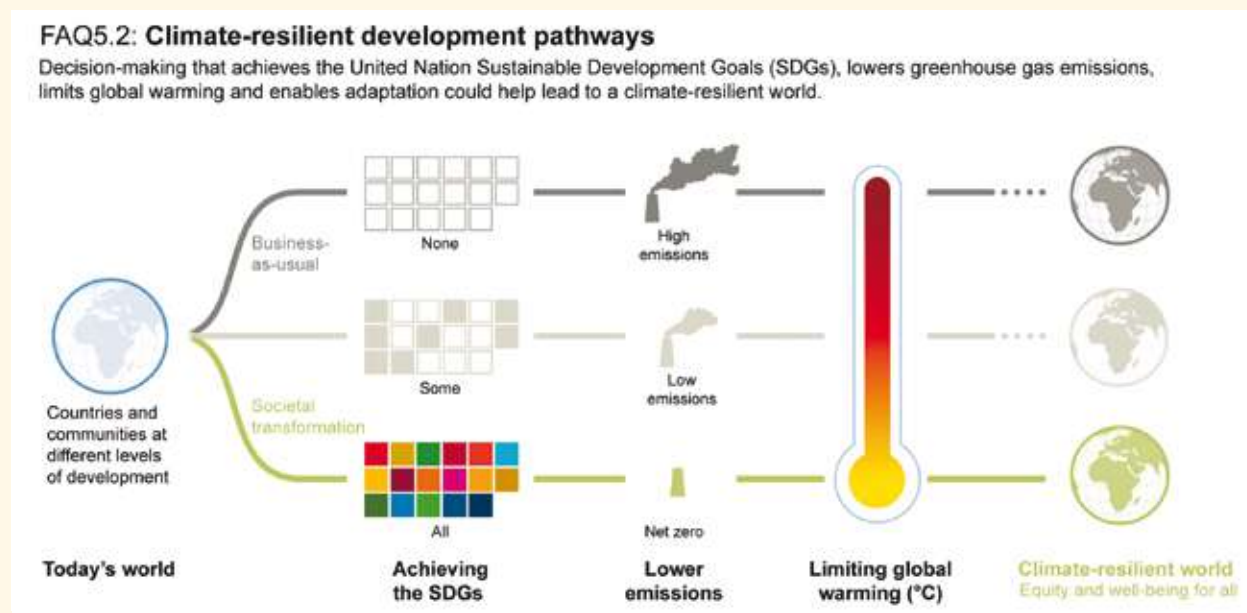 FAQ5.2: Climate-resilient development pathways
Decision-making that achieves the United Nation Sustainable Development Goals (SDGs), lowers greenhouse gas emissions,
limits global warming and enables adaptation could help lead to a climate-resilient world.
Business-
as-usual
None
High
emissions
Some
Low
emissions
Countries and
communities at
different levels
of development
Societal
transformation
All
Net zero
Today's world
Achieving
the SDGs
Lower
emissions
Limiting global
warming (°C)
Climate-resilient world
Equity and well-being for all